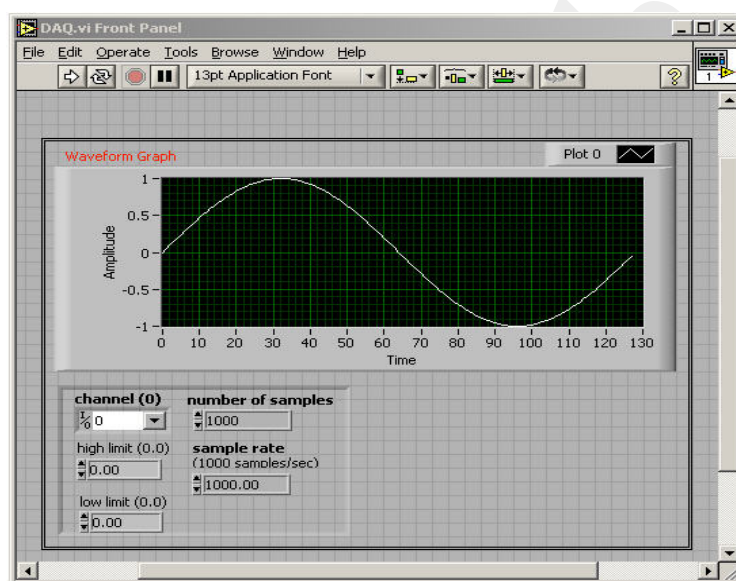 DAQ.vi Front Panel
File Edit Operate Tools Browse Window Help
13pt Application Font
?
1
Waveform Graph
Plot 0
Amplitude
1
0.5
0
-0.5
-1
0 10 20 30 40 50 60 70 80 90 100 110 120 130
Time
channel (0)
0
number of samples
1000
high limit (0.0)
0.00
sample rate
(1000 samples/sec)
1000.00
low limit (0.0)
0.00